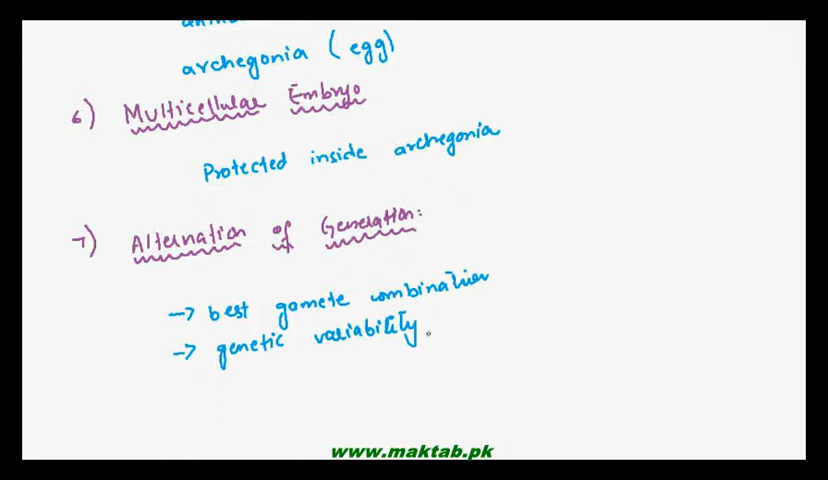 archegonia (egg)
6) Multicellular Embryo
Protected inside archegonia
7) Alternation of Generation:
→ best gamete combination
→ genetic variability.
www.maktab.pk